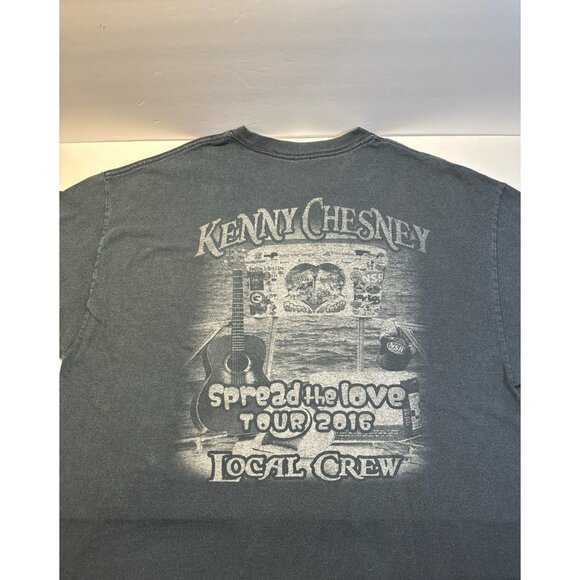 KENNY CHESNEY
Spread the love
TOUR 2016
LOCAL CREW